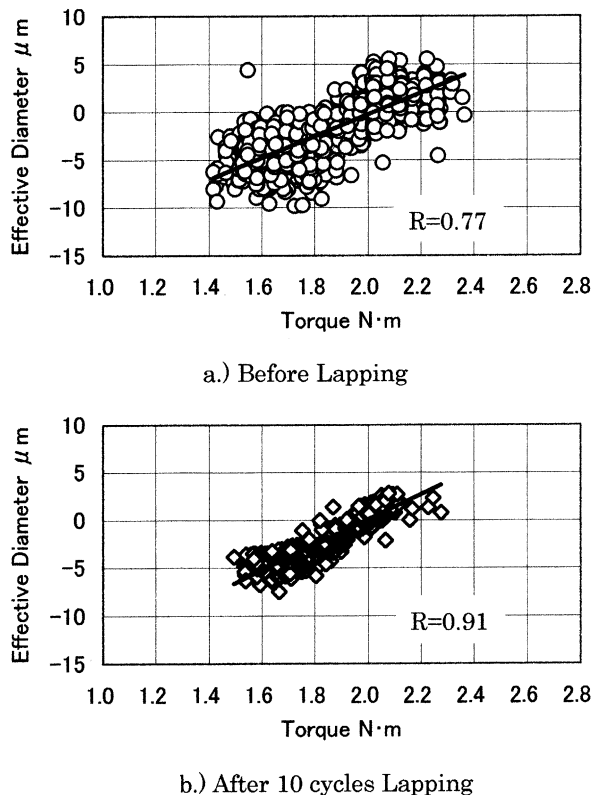 Effective Diameter μm
10
5
0
−5
−10
−15
R=0.77
1.0 1.2 1.4 1.6 1.8 2.0 2.2 2.4 2.6 2.8
Torque N·m
a.) Before Lapping
Effective Diameter μm
10
5
0
−5
−10
−15
R=0.91
1.0 1.2 1.4 1.6 1.8 2.0 2.2 2.4 2.6 2.8
Torque N·m
b.) After 10 cycles Lapping